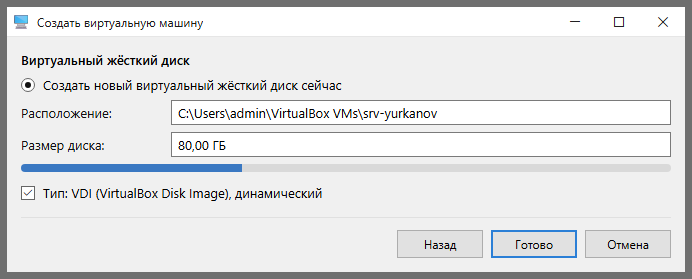 Создать виртуальную машину
Виртуальный жёсткий диск
Создать новый виртуальный жёсткий диск сейчас
Расположение: C:\Users\admin\VirtualBox VMs\srv-yurkanov
Размер диска: 80,00 ГБ
Тип: VDI (VirtualBox Disk Image), динамический
Назад Готово Отмена